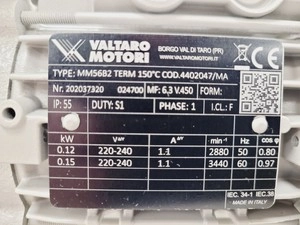 VALTARO
MOTORI
BORGO VAL DI TARO (PR)
VALTAROMOTORI.IT
TYPE: MM56B2 TERM 150°C COD.4402047/MA
Nr. 202037320 024700 MF: 6,3 V.450 FORM:
IP: 55 DUTY: S1 PHASE: 1 I.CL: F
kW V A min⁻¹ Hz cos φ
0.12 220-240 1.1 2880 50 0.80
0.15 220-240 1.1 3440 60 0.97
IEC. 34-1 IEC.38
MADE IN ITALY